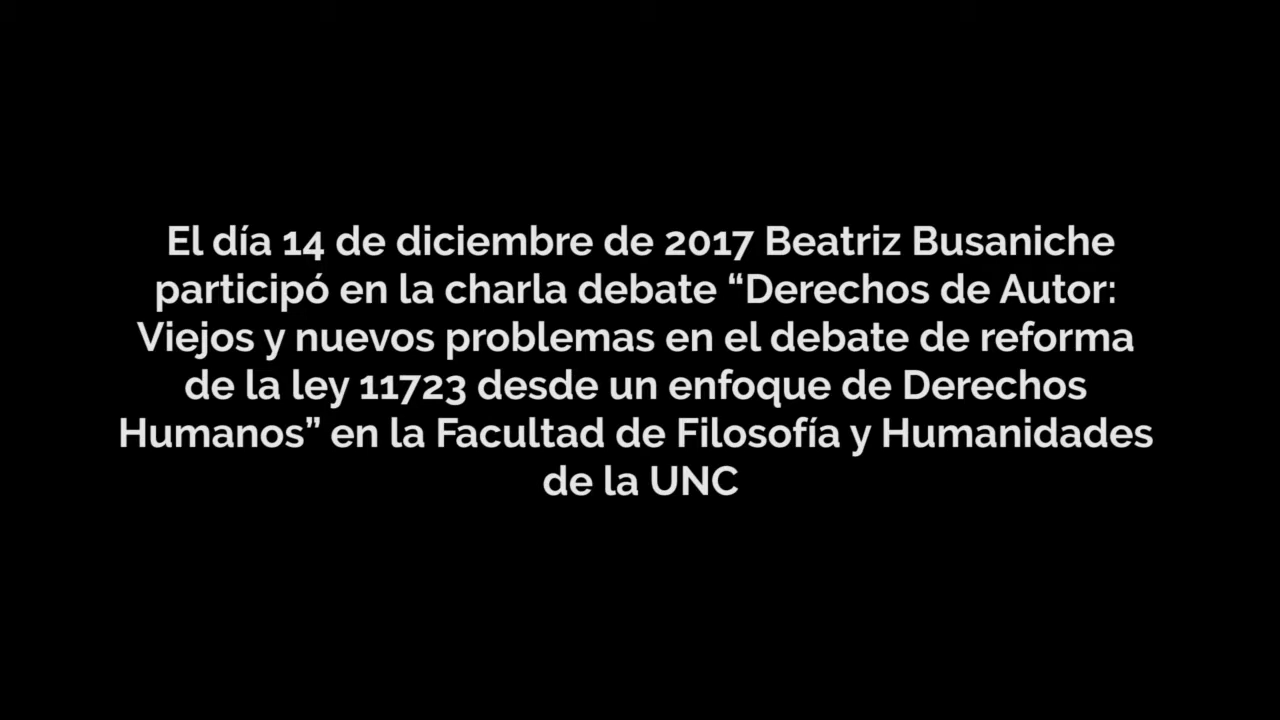 El día 14 de diciembre de 2017 Beatriz Busaniche
participó en la charla debate “Derechos de Autor:
Viejos y nuevos problemas en el debate de reforma
de la ley 11723 desde un enfoque de Derechos
Humanos” en la Facultad de Filosofía y Humanidades
de la UNC